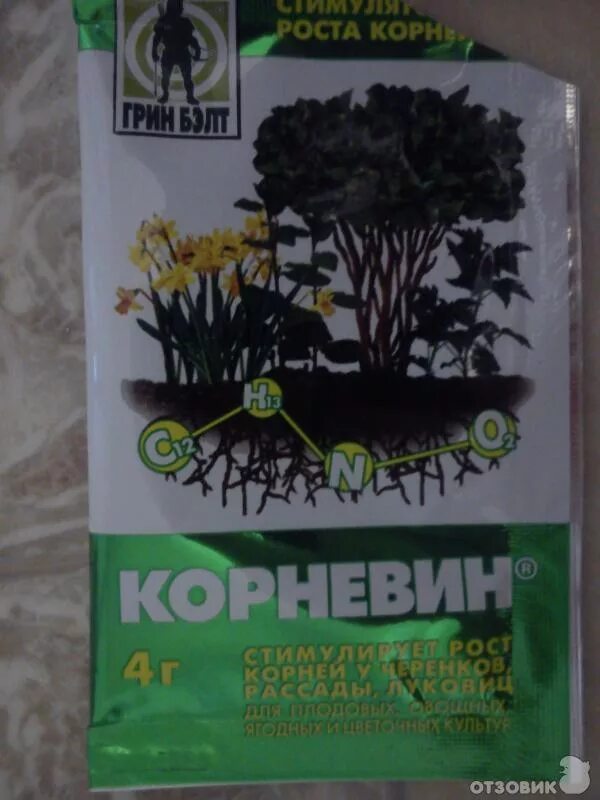 СТИМУЛЯТ
РОСТА КОРНЕ
ГРИН БЭЛТ
C12
H13
N
O2
КОРНЕВИН®
4 г
СТИМУЛИРУЕТ РОСТ
КОРНЕЙ У ЧЕРЕНКОВ,
РАССАДЫ, ЛУКОВИЦ
ДЛЯ ПЛОДОВЫХ, ОВОЩНЫХ,
ЯГОДНЫХ И ЦВЕТОЧНЫХ КУЛЬТУР
ОТЗОВИК